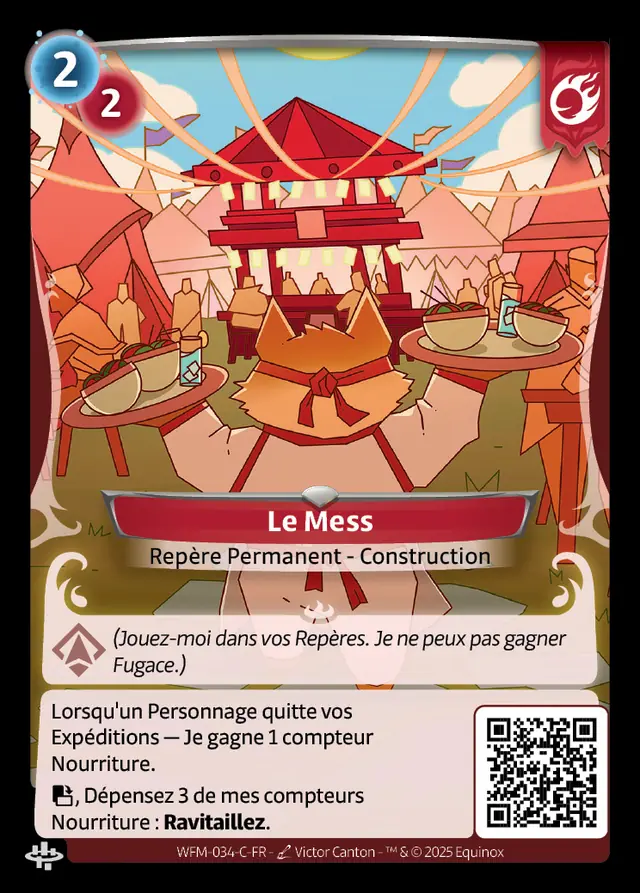 2
2
Le Mess
Repère Permanent - Construction
(Jouez-moi dans vos Repères. Je ne peux pas gagner
Fugace.)
Lorsqu'un Personnage quitte vos
Expéditions — Je gagne 1 compteur
Nourriture.
, Dépensez 3 de mes compteurs
Nourriture : Ravitaillez.
WFM-034-C-FR - Victor Canton - ™ & © 2025 Equinox